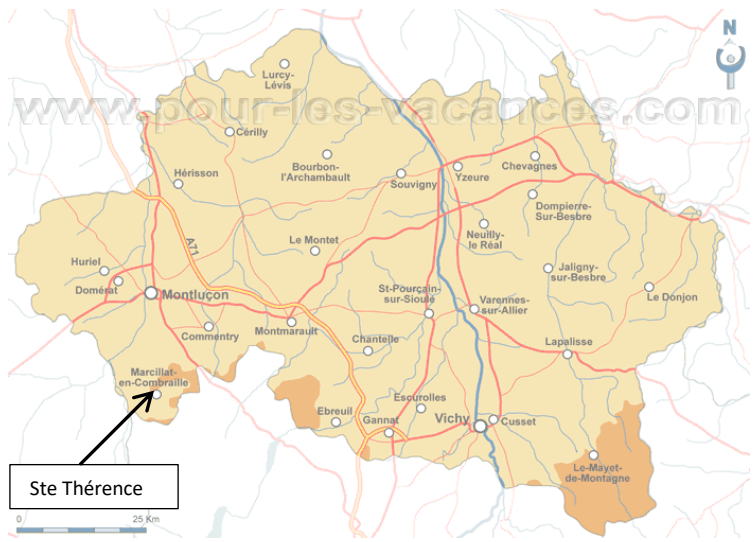 N
Lurcy-
Lévis
www.pour-les-vacances.com
Cérilly
Bourbon-
l'Archambault
Chevagnes
Yzeure
Souvigny
Hérisson
Dompierre-
Sur-Besbre
Neuilly-
le Réal
Le Montet
A71
Huriel
Domérat
Montluçon
Jaligny-
sur-Besbre
Le Donjon
St-Pourçain-
sur-Sioule
Varennes-
sur-Allier
Commentry
Montmarault
Chantelle
Lapalisse
Marcillat-
en-Combraille
Ebreuil
Escurolles
Gannat
Vichy
Cusset
Le-Mayet-
de-Montagne
Ste Thérence
0
25 Km